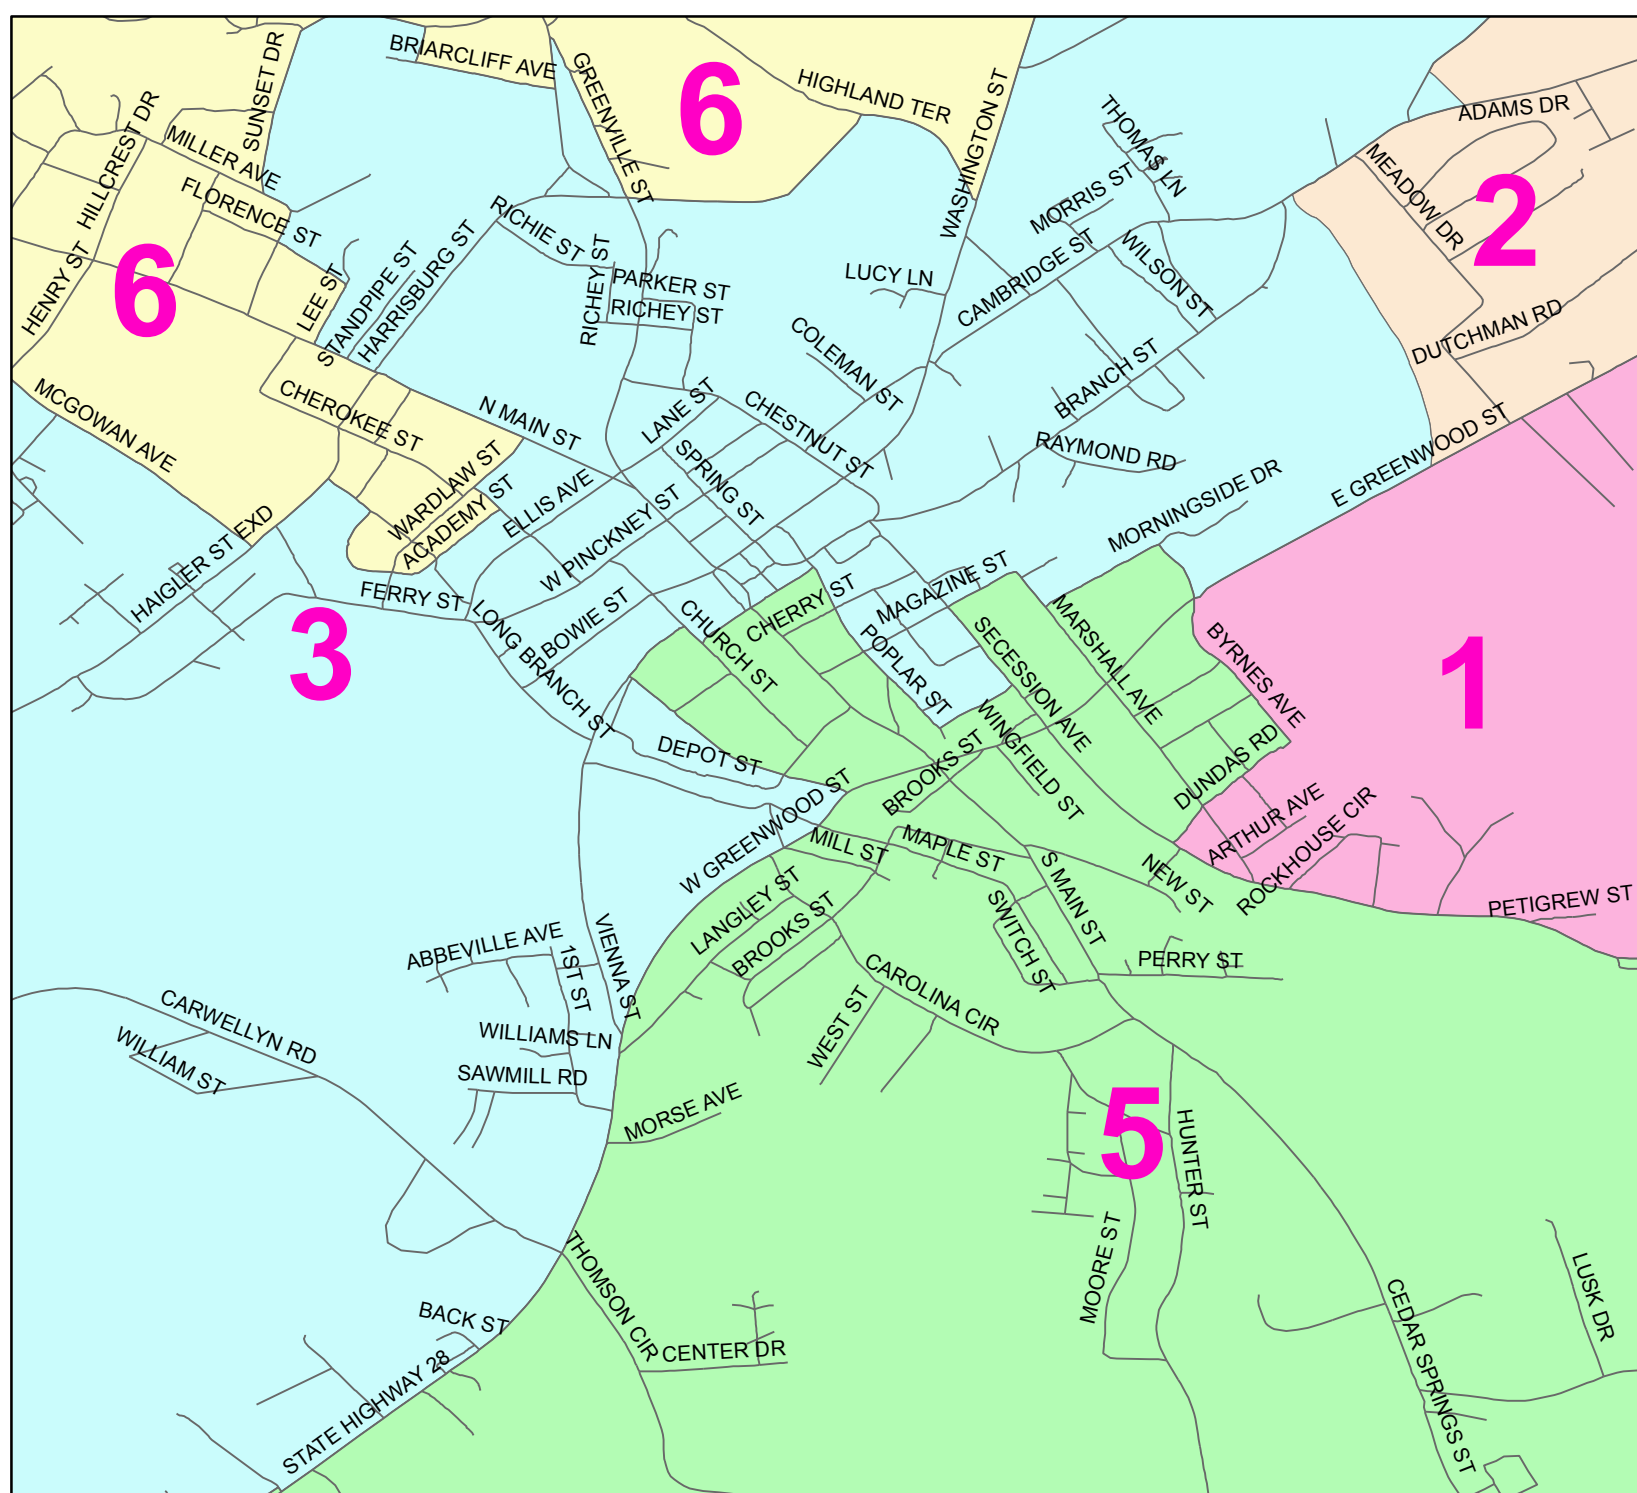 BRIARCLIFF AVE
SUNSET DR
GREENVILLE ST
6
HIGHLAND TER
WASHINGTON ST
THOMAS LN
ADAMS DR
HILLCREST DR
MILLER AVE
FLORENCE ST
MEADOW DR
2
MORRIS ST
RICHIE ST
HENRY ST
6
LEE ST
STANDPIPE ST
HARRISBURG ST
RICHEY ST
PARKER ST
RICHEY ST
LUCY LN
CAMBRIDGE ST
WILSON ST
DUTCHMAN RD
COLEMAN ST
BRANCH ST
MCGOWAN AVE
CHEROKEE ST
N MAIN ST
LANE ST
CHESTNUT ST
E GREENWOOD ST
RAYMOND RD
SPRING ST
WARDLAW ST
ACADEMY ST
ELLIS AVE
W PINCKNEY ST
MORNINGSIDE DR
HAIGLER ST EXD
FERRY ST
3
LONG BRANCH ST
BOWIE ST
CHURCH ST
CHERRY ST
MAGAZINE ST
POPLAR ST
SECESSION AVE
MARSHALL AVE
BYRNES AVE
1
WINGFIELD ST
DEPOT ST
BROOKS ST
DUNDAS RD
W GREENWOOD ST
MILL ST
MAPLE ST
ARTHUR AVE
ROCKHOUSE CIR
NEW ST
S MAIN ST
PETIGREW ST
LANGLEY ST
BROOKS ST
SWITCH ST
PERRY ST
ABBEVILLE AVE
1ST ST
VIENNA ST
CAROLINA CIR
WEST ST
CARWELLYN RD
WILLIAM ST
WILLIAMS LN
SAWMILL RD
MORSE AVE
5
HUNTER ST
MOORE ST
THOMSON CIR
CENTER DR
BACK ST
STATE HIGHWAY 28
CEDAR SPRINGS ST
LUSK DR